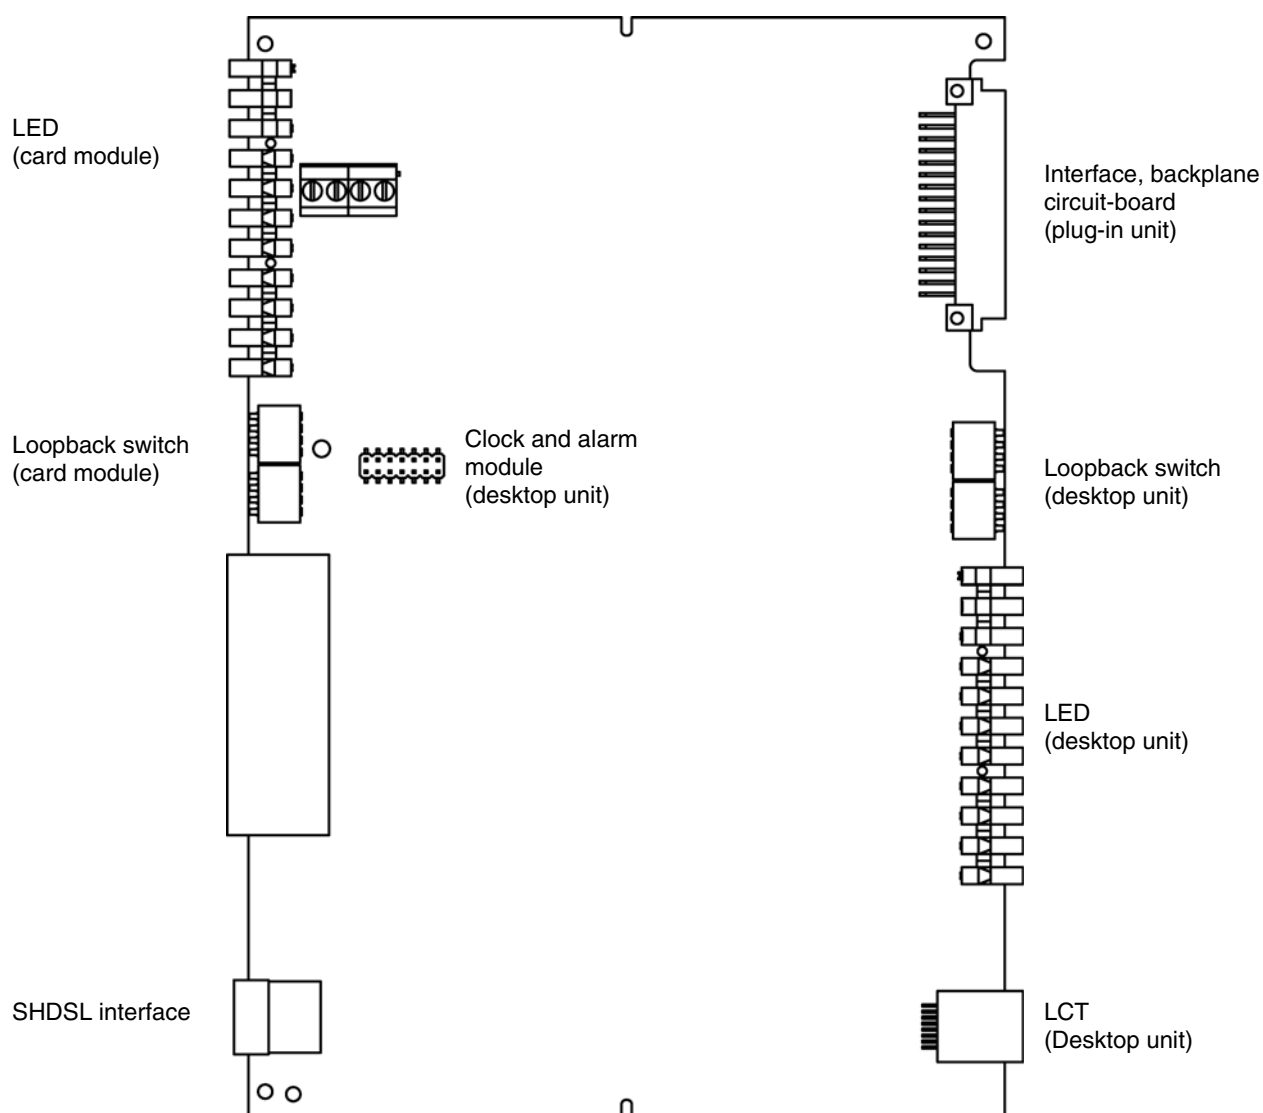 LED
(card module)
Interface, backplane
circuit-board
(plug-in unit)
Loopback switch
(card module)
Clock and alarm
module
(desktop unit)
Loopback switch
(desktop unit)
LED
(desktop unit)
SHDSL interface
LCT
(Desktop unit)